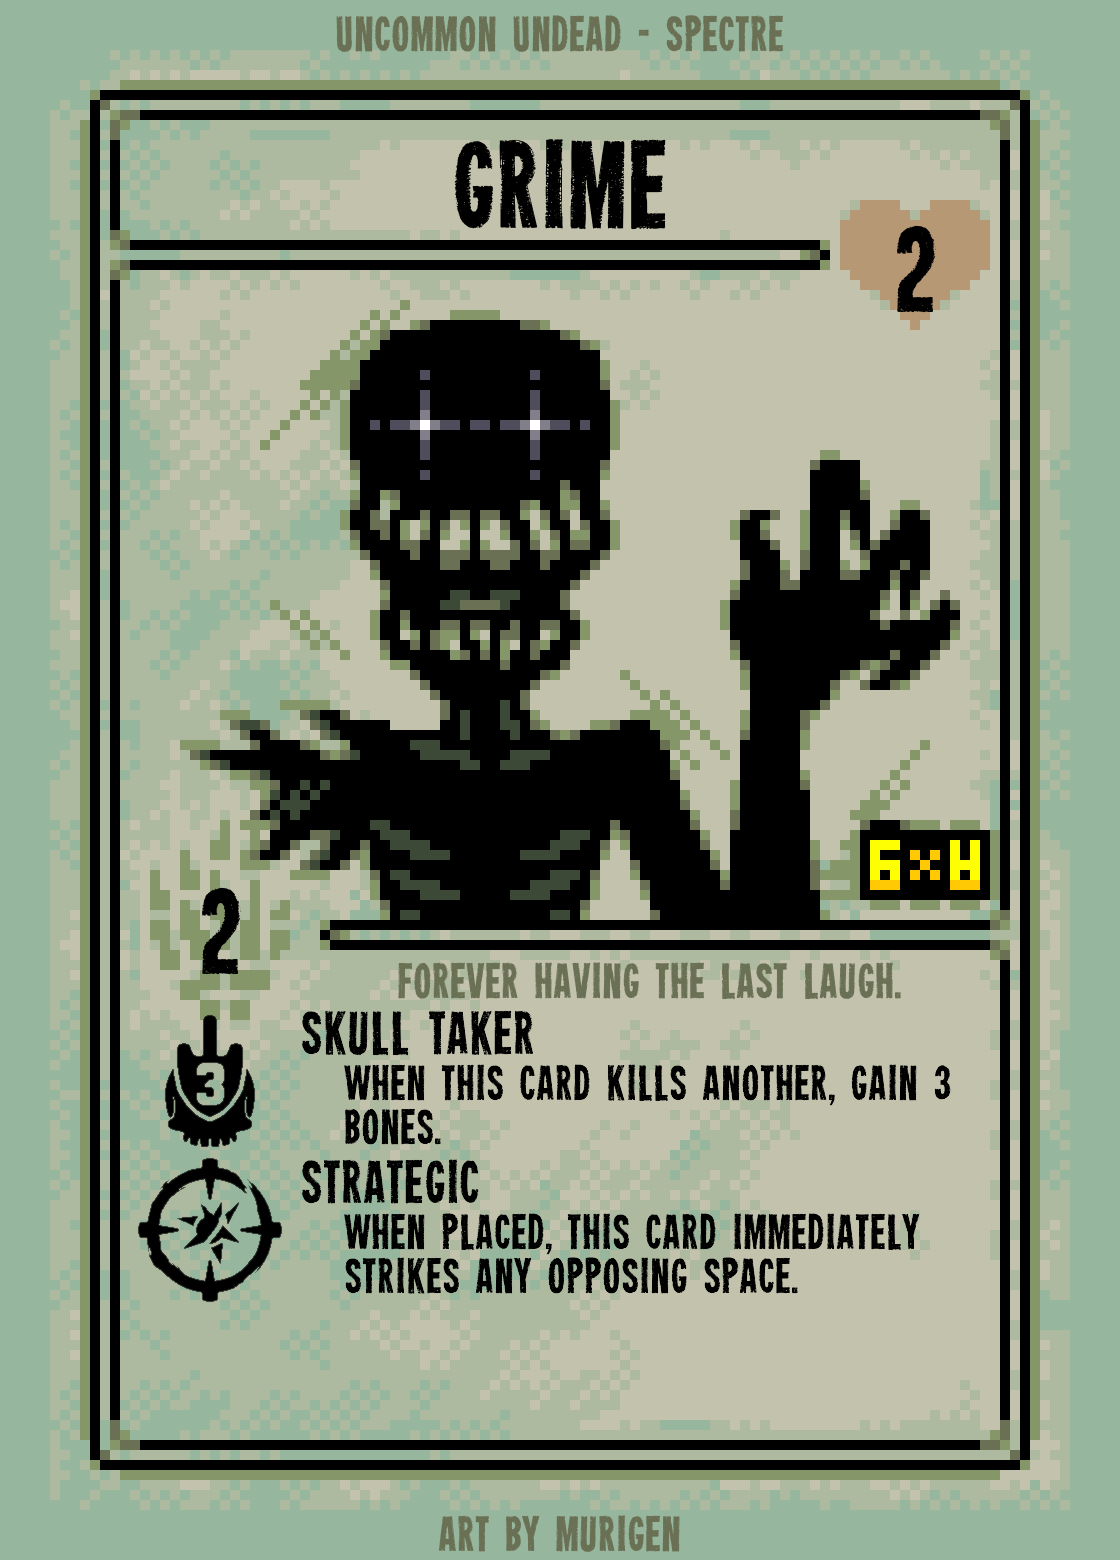 UNCOMMON UNDEAD - SPECTRE
GRIME
2
2
FOREVER HAVING THE LAST LAUGH.
SKULL TAKER
3
WHEN THIS CARD KILLS ANOTHER, GAIN 3
BONES.
STRATEGIC
WHEN PLACED, THIS CARD IMMEDIATELY
STRIKES ANY OPPOSING SPACE.
ART BY MURIGEN